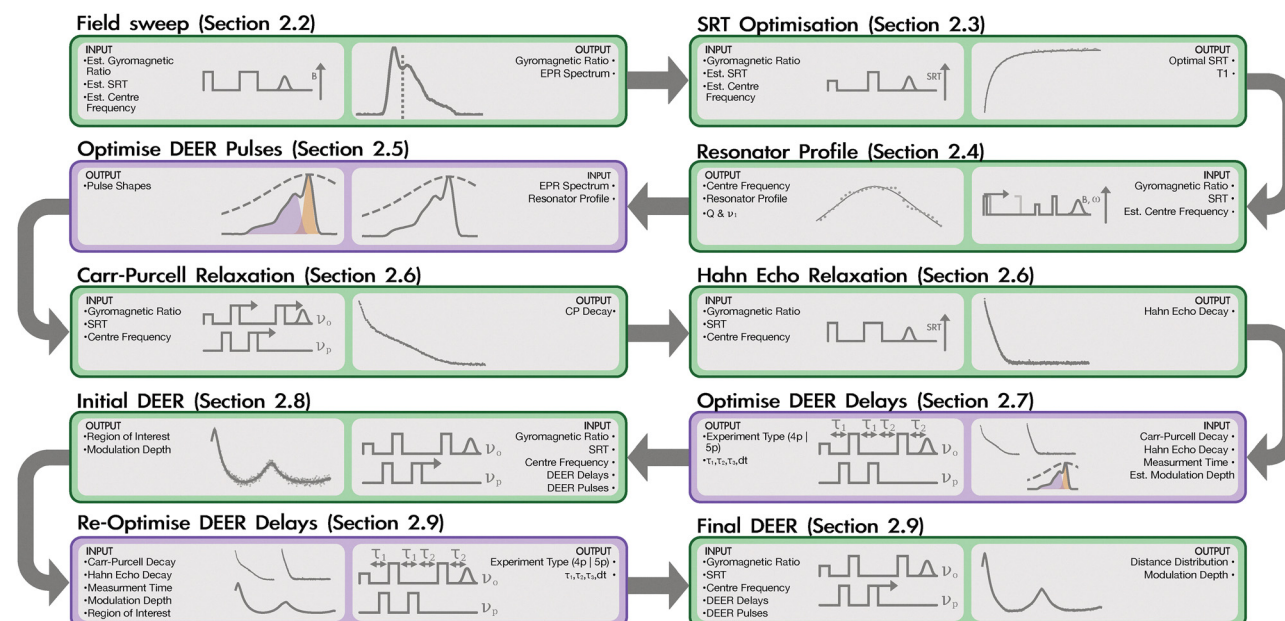 Field sweep (Section 2.2)
INPUT
•Est. Gyromagnetic
Ratio
•Est. SRT
•Est. Centre
Frequency
B
OUTPUT
Gyromagnetic Ratio •
EPR Spectrum •
SRT Optimisation (Section 2.3)
INPUT
•Gyromagnetic Ratio
•Est. SRT
•Est. Centre
Frequency
SRT
OUTPUT
Optimal SRT •
T1 •
Optimise DEER Pulses (Section 2.5)
OUTPUT
•Pulse Shapes
INPUT
EPR Spectrum •
Resonator Profile •
Resonator Profile (Section 2.4)
OUTPUT
•Centre Frequency
•Resonator Profile
•Q & ν₁
B, ω
INPUT
Gyromagnetic Ratio •
SRT •
Est. Centre Frequency •
Carr-Purcell Relaxation (Section 2.6)
INPUT
•Gyromagnetic Ratio
•SRT
•Centre Frequency
νo
νp
OUTPUT
CP Decay•
Hahn Echo Relaxation (Section 2.6)
INPUT
•Gyromagnetic Ratio
•SRT
•Centre Frequency
SRT
OUTPUT
Hahn Echo Decay •
Initial DEER (Section 2.8)
OUTPUT
•Region of Interest
•Modulation Depth
νo
νp
INPUT
Gyromagnetic Ratio •
SRT •
Centre Frequency •
DEER Delays •
DEER Pulses •
Optimise DEER Delays (Section 2.7)
OUTPUT
•Experiment Type (4p |
5p)
•τ₁,τ₂,τ₃,dt
τ₁ τ₁ τ₂ τ₂
νo
νp
INPUT
Carr-Purcell Decay •
Hahn Echo Decay •
Measurment Time •
Est. Modulation Depth
Re-Optimise DEER Delays (Section 2.9)
INPUT
•Carr-Purcell Decay
•Hahn Echo Decay
•Measurment Time
•Modulation Depth
•Region of Interest
τ₁ τ₁ τ₂ τ₂
νo
νp
OUTPUT
Experiment Type (4p | 5p) •
τ₁,τ₂,τ₃,dt •
Final DEER (Section 2.9)
INPUT
•Gyromagnetic Ratio
•SRT
•Centre Frequency
•DEER Delays
•DEER Pulses
νo
νp
OUTPUT
Distance Distribution •
Modulation Depth •